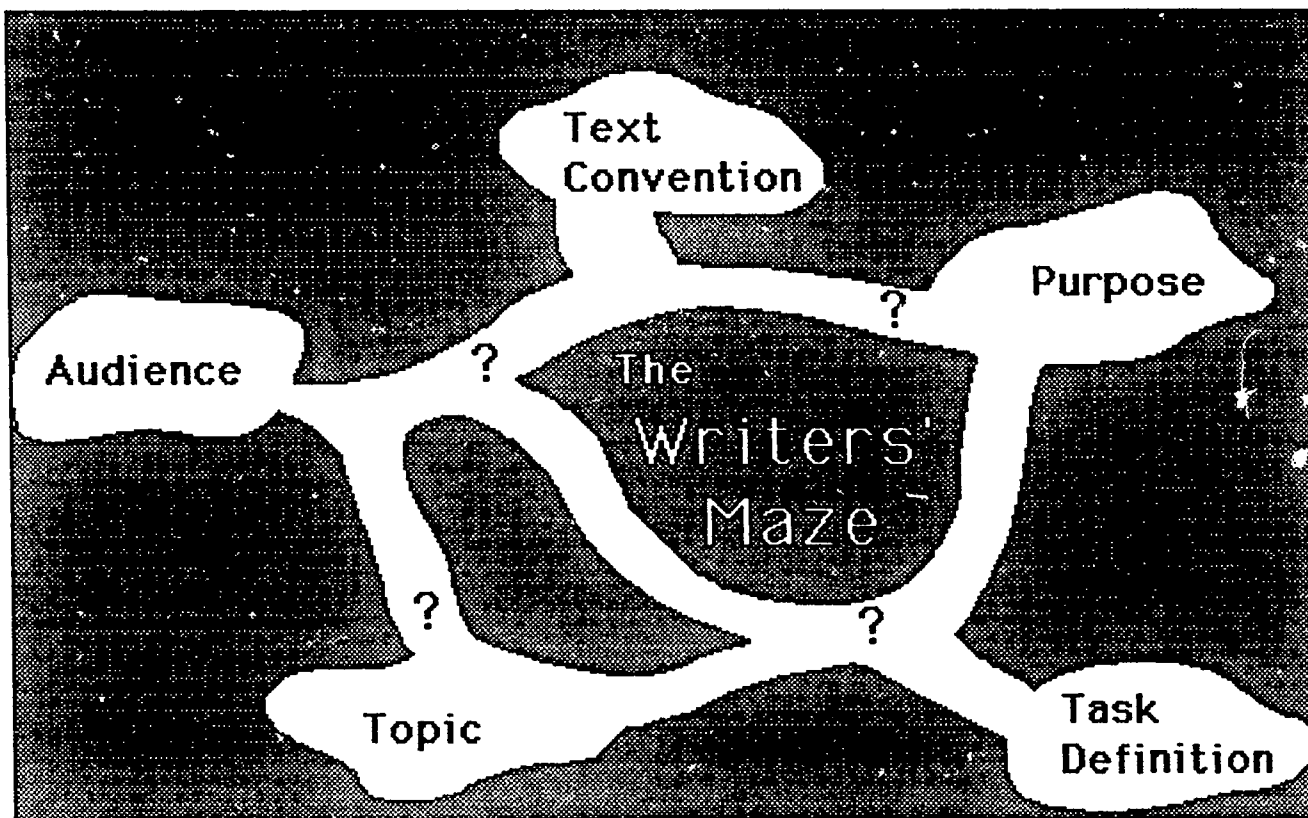 Text
Convention
Purpose
?
?
Audience
The
Writers'
Maze
?
?
Topic
Task
Definition